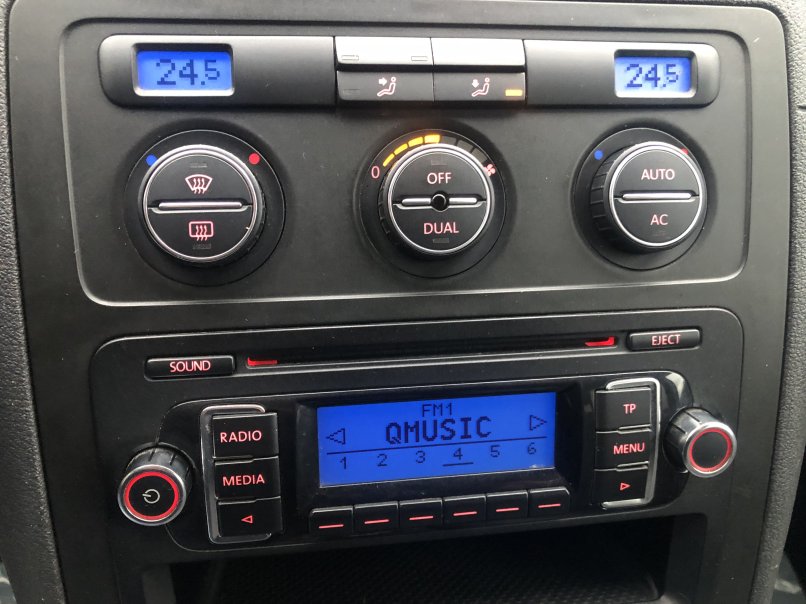 24.5
24.5
0
OFF
DUAL
AUTO
AC
SOUND
EJECT
RADIO
MEDIA
FM1
QMUSIC
1 2 3 4 5 6
TP
MENU